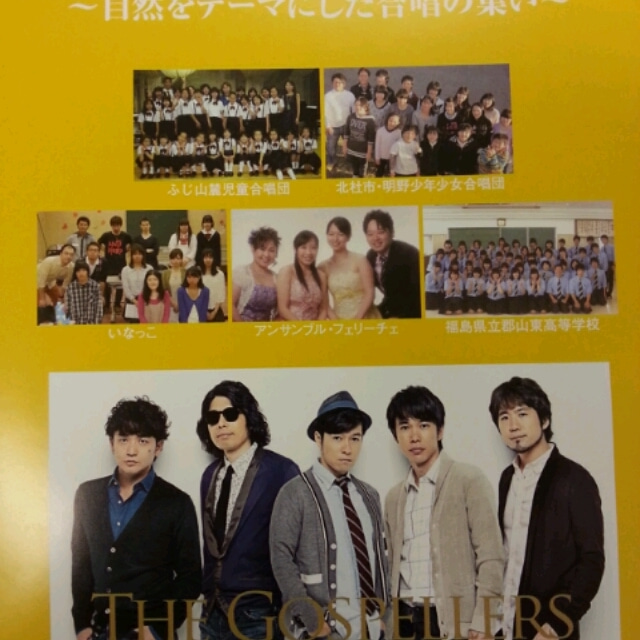 ～自然をテーマにした合唱の集い～
ふじ山麓児童合唱団
北杜市・明野少年少女合唱団
いなっこ
アンサンブル・フェリーチェ
福島県立郡山東高等学校
THE GOSPELLERS